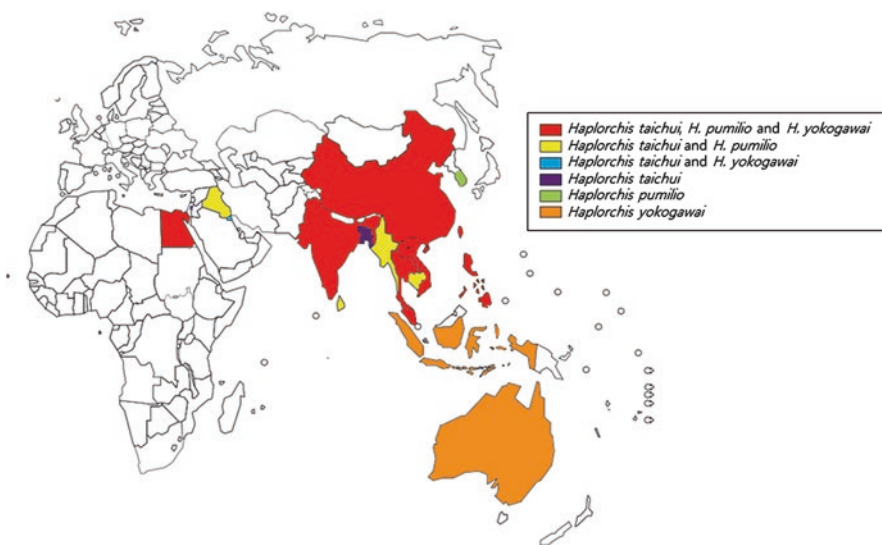 Haplorchis taichui, H. pumilio and H. yokogawai
Haplorchis taichui and H. pumilio
Haplorchis taichui and H. yokogawai
Haplorchis taichui
Haplorchis pumilio
Haplorchis yokogawai